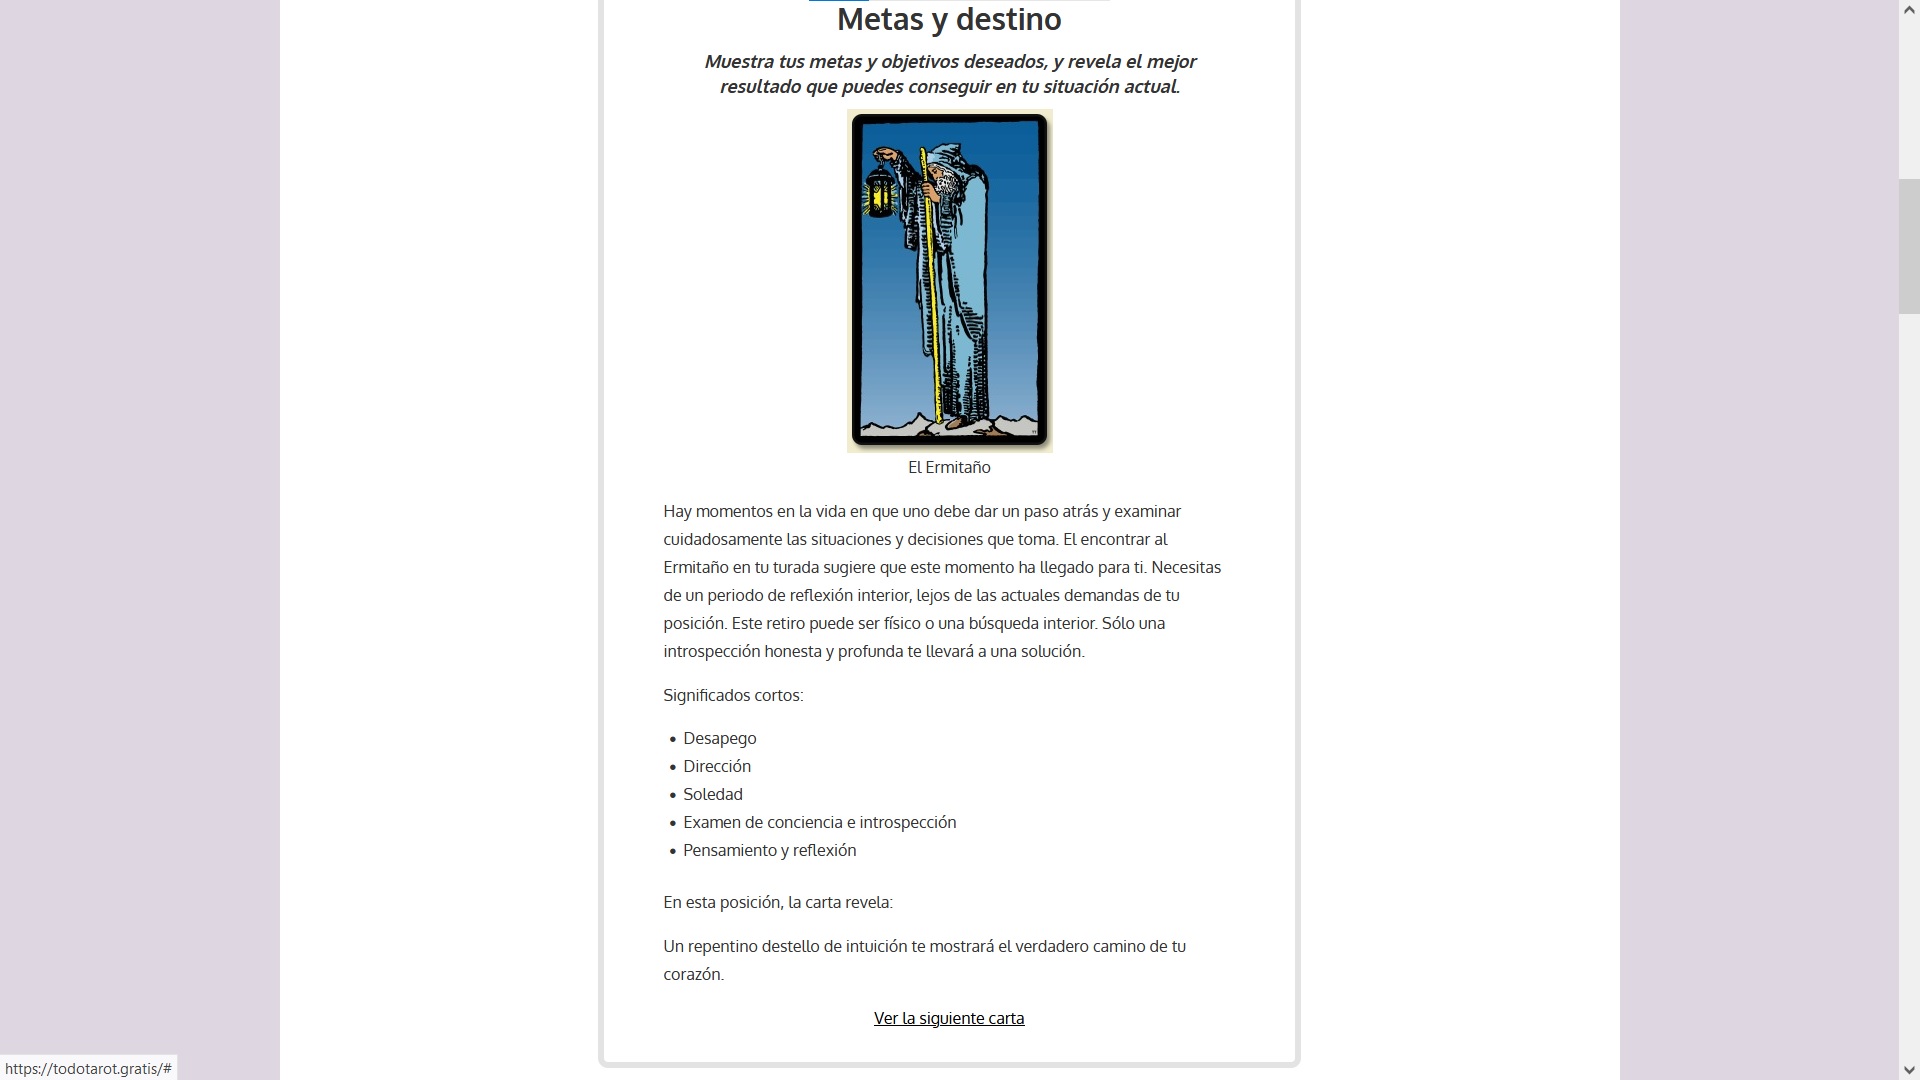 Metas y destino
Muestra tus metas y objetivos deseados, y revela el mejor
resultado que puedes conseguir en tu situación actual.
El Ermitaño
Hay momentos en la vida en que uno debe dar un paso atrás y examinar
cuidadosamente las situaciones y decisiones que toma. El encontrar al
Ermitaño en tu turada sugiere que este momento ha llegado para ti. Necesitas
de un periodo de reflexión interior, lejos de las actuales demandas de tu
posición. Este retiro puede ser físico o una búsqueda interior. Sólo una
introspección honesta y profunda te llevará a una solución.
Significados cortos:
• Desapego
• Dirección
• Soledad
• Examen de conciencia e introspección
• Pensamiento y reflexión
En esta posición, la carta revela:
Un repentino destello de intuición te mostrará el verdadero camino de tu
corazón.
Ver la siguiente carta
https://todotarot.gratis/#